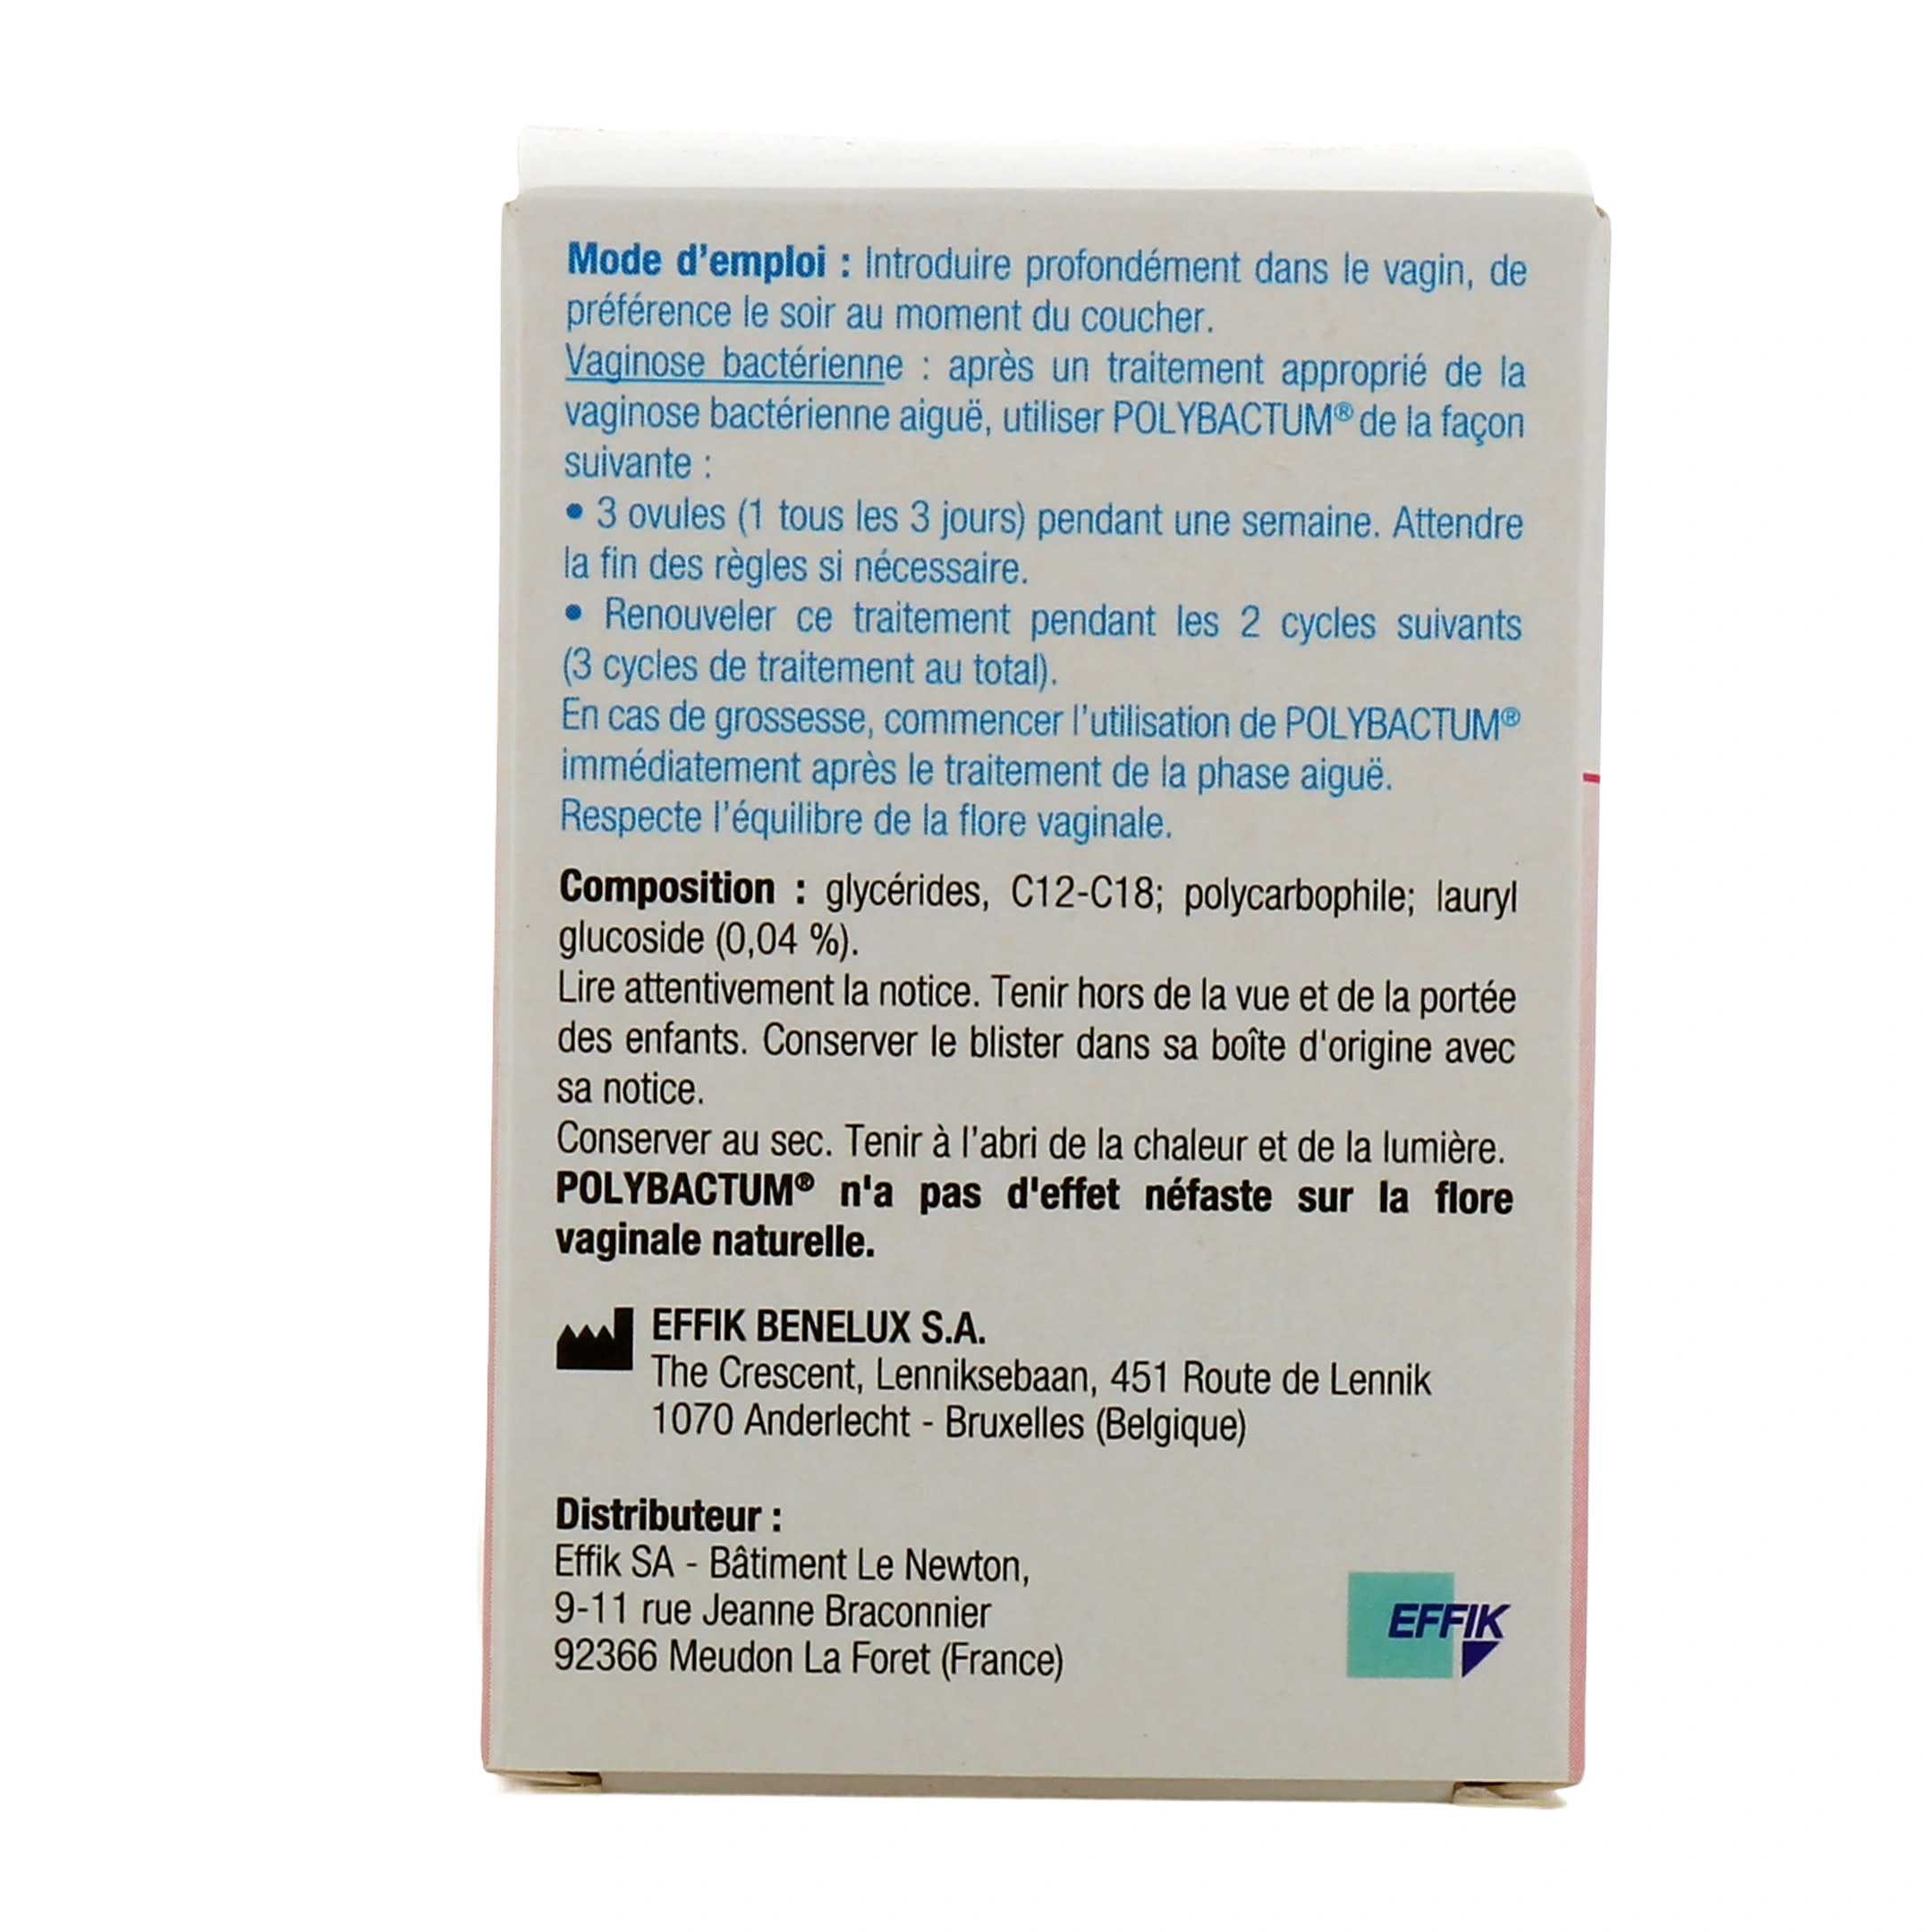 Mode d'emploi : Introduire profondément dans le vagin, de
préférence le soir au moment du coucher.
Vaginose bactérienne : après un traitement approprié de la
vaginose bactérienne aiguë, utiliser POLYBACTUM® de la façon
suivante :
• 3 ovules (1 tous les 3 jours) pendant une semaine. Attendre
la fin des règles si nécessaire.
• Renouveler ce traitement pendant les 2 cycles suivants
(3 cycles de traitement au total).
En cas de grossesse, commencer l'utilisation de POLYBACTUM®
immédiatement après le traitement de la phase aiguë.
Respecte l'équilibre de la flore vaginale.
Composition : glycérides, C12-C18; polycarbophile; lauryl
glucoside (0,04 %).
Lire attentivement la notice. Tenir hors de la vue et de la portée
des enfants. Conserver le blister dans sa boîte d'origine avec
sa notice.
Conserver au sec. Tenir à l'abri de la chaleur et de la lumière.
POLYBACTUM® n'a pas d'effet néfaste sur la flore
vaginale naturelle.
EFFIK BENELUX S.A.
The Crescent, Lenniksebaan, 451 Route de Lennik
1070 Anderlecht - Bruxelles (Belgique)
Distributeur :
Effik SA - Bâtiment Le Newton,
9-11 rue Jeanne Braconnier
92366 Meudon La Foret (France)
EFFIK